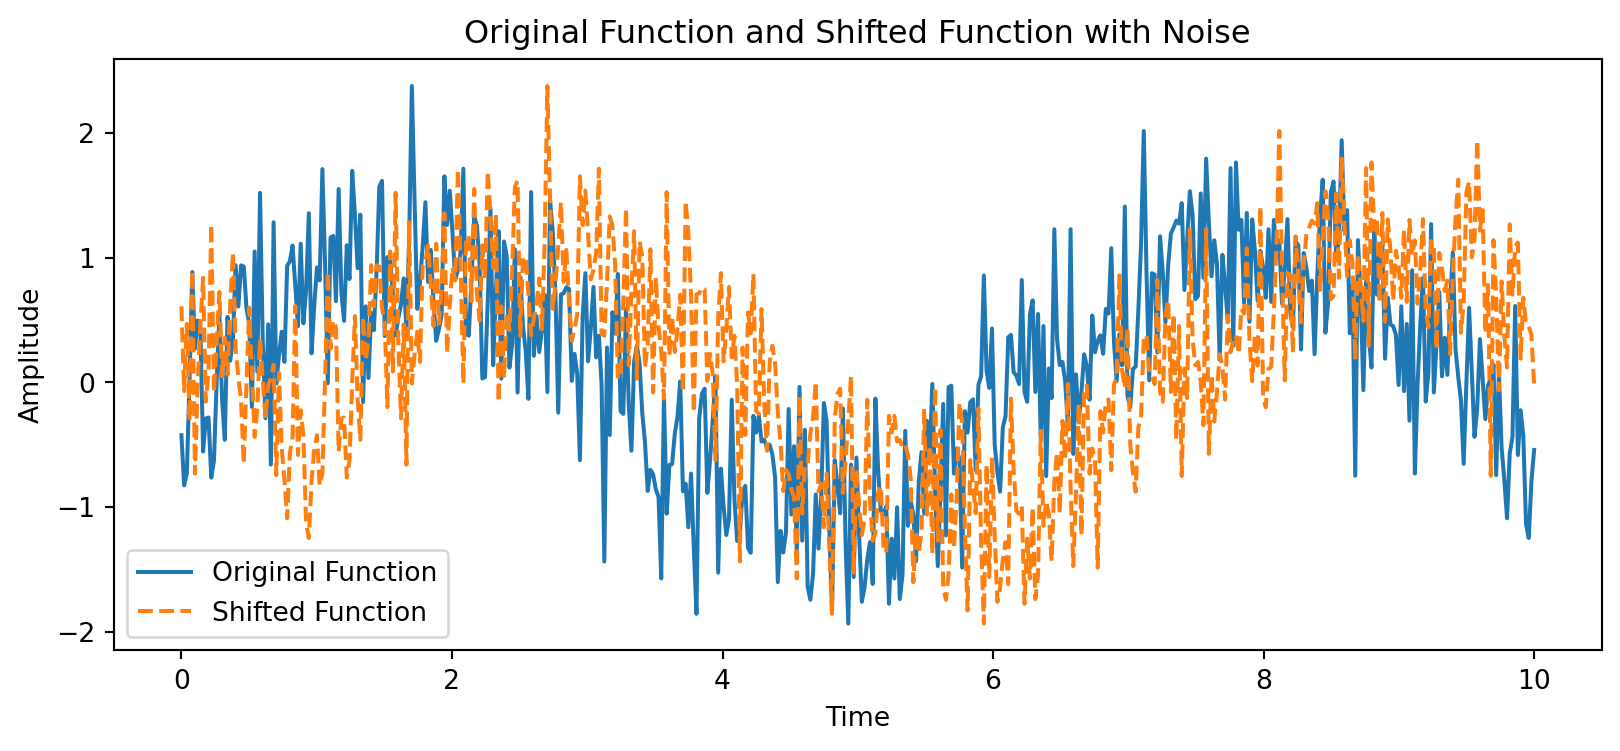 Original Function and Shifted Function with Noise
Amplitude
2
1
0
−1
−2
Original Function
Shifted Function
0 2 4 6 8 10
Time